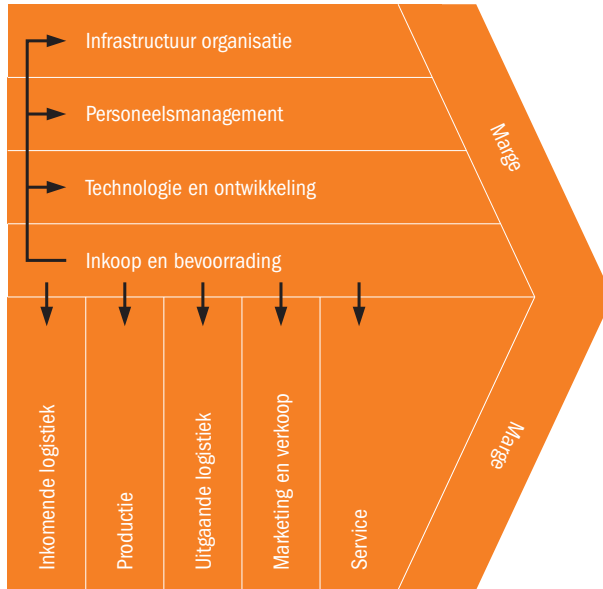 Infrastructuur organisatie
Personeelsmanagement
Technologie en ontwikkeling
Inkoop en bevoorrading
Marge
Inkomende logistiek
Productie
Uitgaande logistiek
Marketing en verkoop
Service
Marge